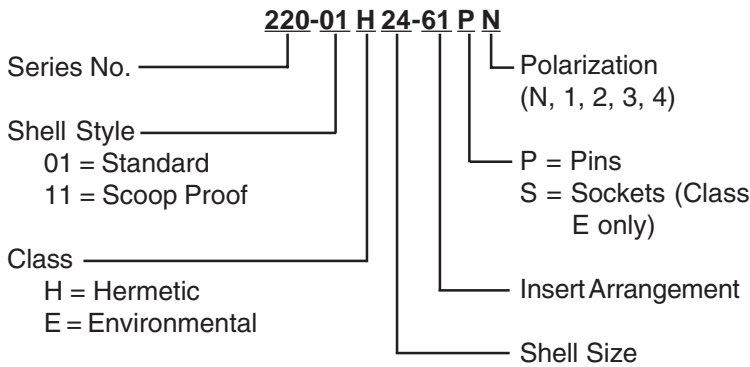 220-01 H 24-61 P N
Series No.
Shell Style
01 = Standard
11 = Scoop Proof
Class
H = Hermetic
E = Environmental
Polarization
(N, 1, 2, 3, 4)
P = Pins
S = Sockets (Class
E only)
Insert Arrangement
Shell Size